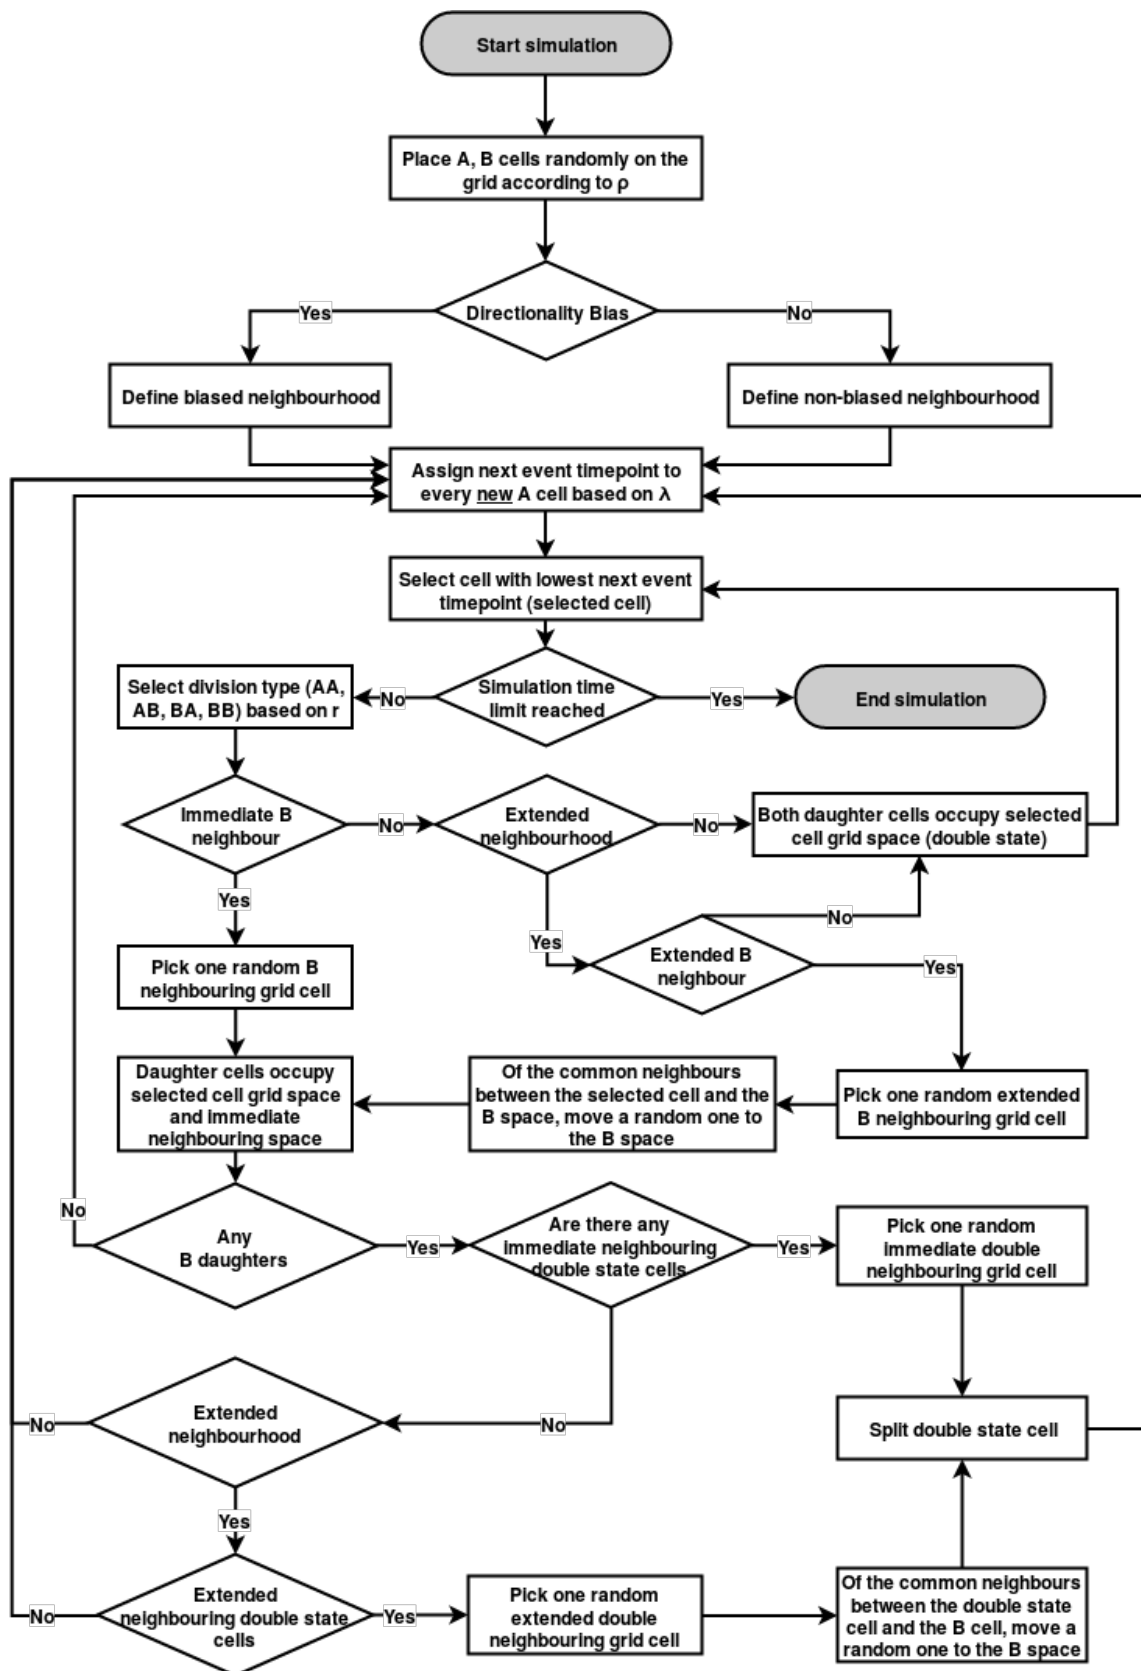 Start simulation
Place A, B cells randomly on the
grid according to ρ
Directionality Bias
Yes
No
Define biased neighbourhood
Define non-biased neighbourhood
Assign next event timepoint to
every new A cell based on λ
Select cell with lowest next event
timepoint (selected cell)
Simulation time
limit reached
No
Yes
Select division type (AA,
AB, BA, BB) based on r
End simulation
Immediate B
neighbour
No
Extended
neighbourhood
No
Both daughter cells occupy selected
cell grid space (double state)
Yes
Yes
No
Extended B
neighbour
Yes
Pick one random B
neighbouring grid cell
Daughter cells occupy
selected cell grid space
and immediate
neighbouring space
Of the common neighbours
between the selected cell and the
B space, move a random one to
the B space
Pick one random extended
B neighbouring grid cell
No
Any
B daughters
Yes
Are there any
immediate neighbouring
double state cells
Yes
Pick one random
immediate double
neighbouring grid cell
No
Extended
neighbourhood
No
Split double state cell
Yes
No
Extended
neighbouring double state
cells
Yes
Pick one random
extended double
neighbouring grid cell
Of the common neighbours
between the double state
cell and the B cell, move a
random one to the B space